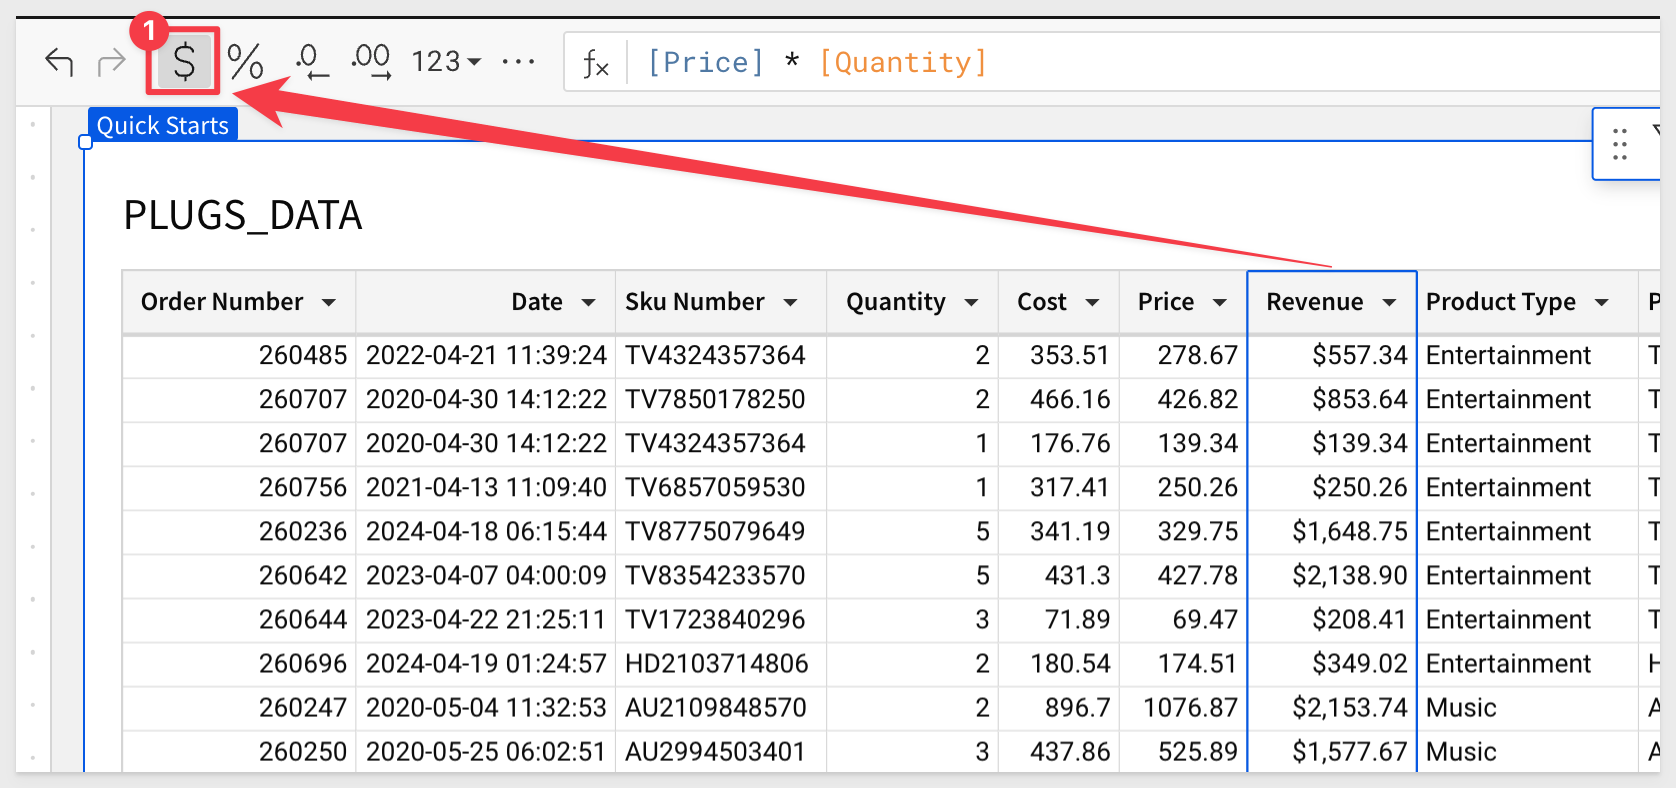 1
$ % .0 .00 123 ... fx [Price] * [Quantity]
Quick Starts
PLUGS_DATA
Order Number Date Sku Number Quantity Cost Price Revenue Product Type P
260485 2022-04-21 11:39:24 TV4324357364 2 353.51 278.67 $557.34 Entertainment T
260707 2020-04-30 14:12:22 TV7850178250 2 466.16 426.82 $853.64 Entertainment T
260707 2020-04-30 14:12:22 TV4324357364 1 176.76 139.34 $139.34 Entertainment T
260756 2021-04-13 11:09:40 TV6857059530 1 317.41 250.26 $250.26 Entertainment T
260236 2024-04-18 06:15:44 TV8775079649 5 341.19 329.75 $1,648.75 Entertainment T
260642 2023-04-07 04:00:09 TV8354233570 5 431.3 427.78 $2,138.90 Entertainment T
260644 2023-04-22 21:25:11 TV1723840296 3 71.89 69.47 $208.41 Entertainment T
260696 2024-04-19 01:24:57 HD2103714806 2 180.54 174.51 $349.02 Entertainment H
260247 2020-05-04 11:32:53 AU2109848570 2 896.7 1076.87 $2,153.74 Music A
260250 2020-05-25 06:02:51 AU2994503401 3 437.86 525.89 $1,577.67 Music A